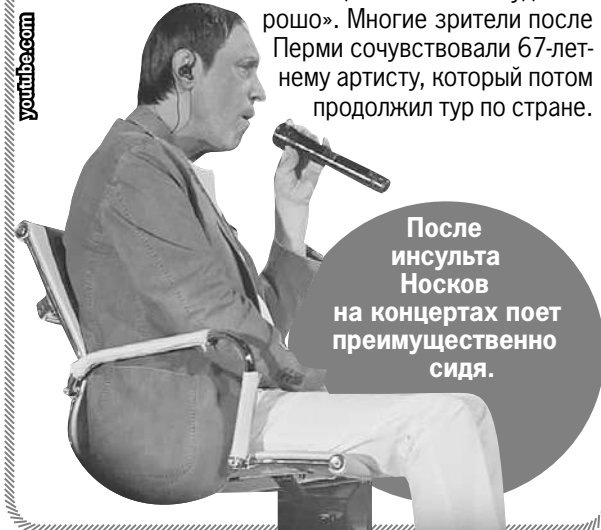 рошо». Многие зрители после
Перми сочувствовали 67-лет-
нему артисту, который потом
продолжил тур по стране.
youtube.com
После
инсульта
Носков
на концертах поет
преимущественно
сидя.